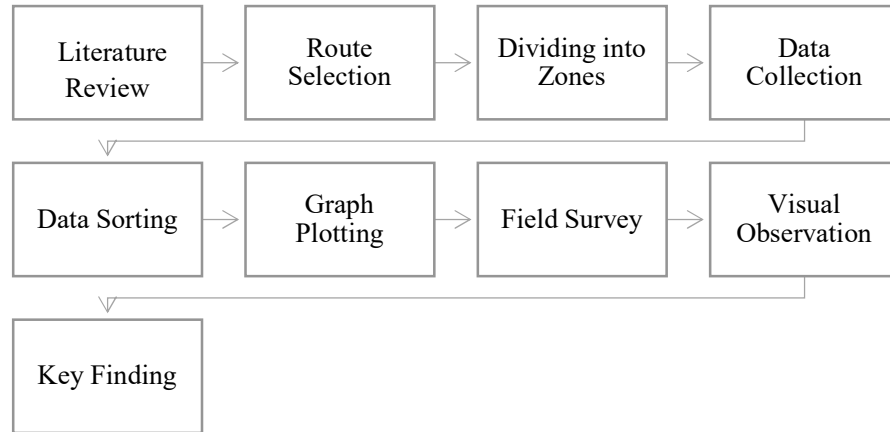 Literature
Review
Route
Selection
Dividing into
Zones
Data
Collection
Data Sorting
Graph
Plotting
Field Survey
Visual
Observation
Key Finding